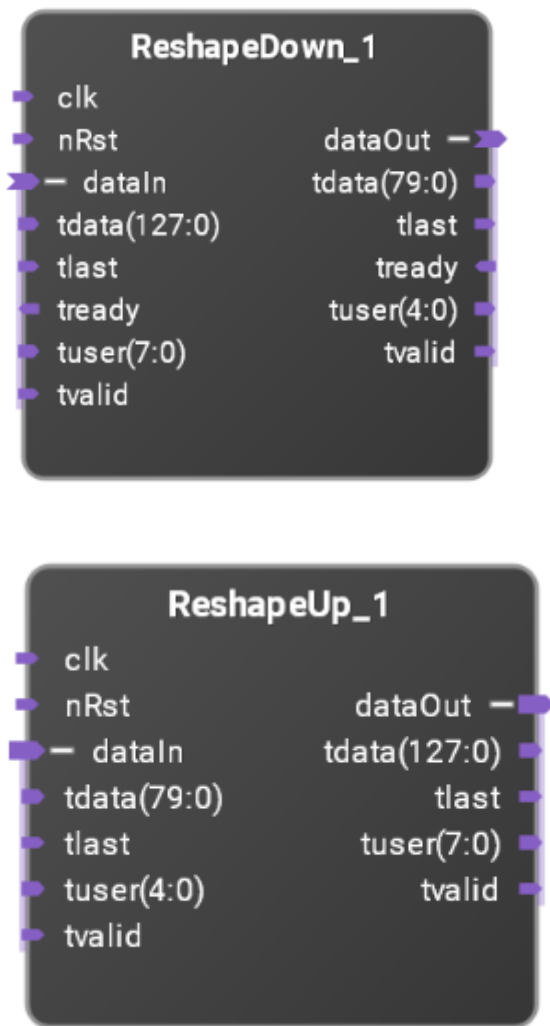 ReshapeDown_1
clk
nRst
dataOut
dataIn
tdata(79:0)
tdata(127:0)
tlast
tlast
tready
tready
tuser(4:0)
tuser(7:0)
tvalid
tvalid
ReshapeUp_1
clk
nRst
dataOut
dataIn
tdata(127:0)
tdata(79:0)
tlast
tlast
tuser(7:0)
tuser(4:0)
tvalid
tvalid